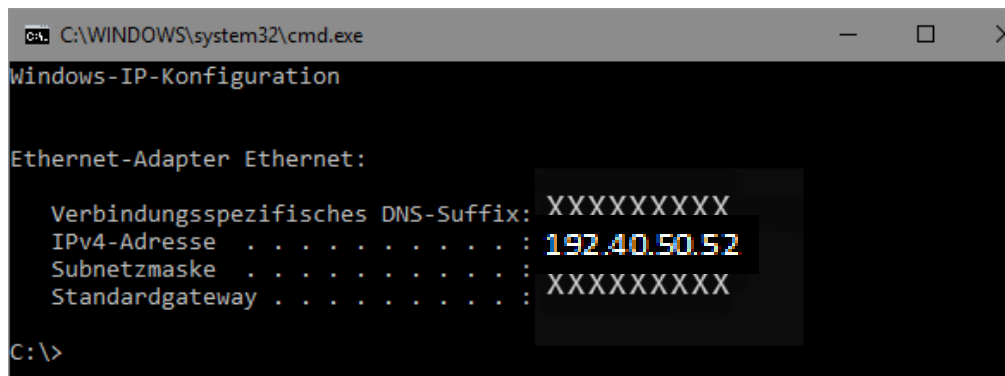 C:\WINDOWS\system32\cmd.exe
Windows-IP-Konfiguration
Ethernet-Adapter Ethernet:
Verbindungsspezifisches DNS-Suffix: XXXXXXXXX
IPv4-Adresse . . . . . . . . . . . : 192.40.50.52
Subnetzmaske . . . . . . . . . . . :
Standardgateway . . . . . . . . . . : XXXXXXXXX
C:\>